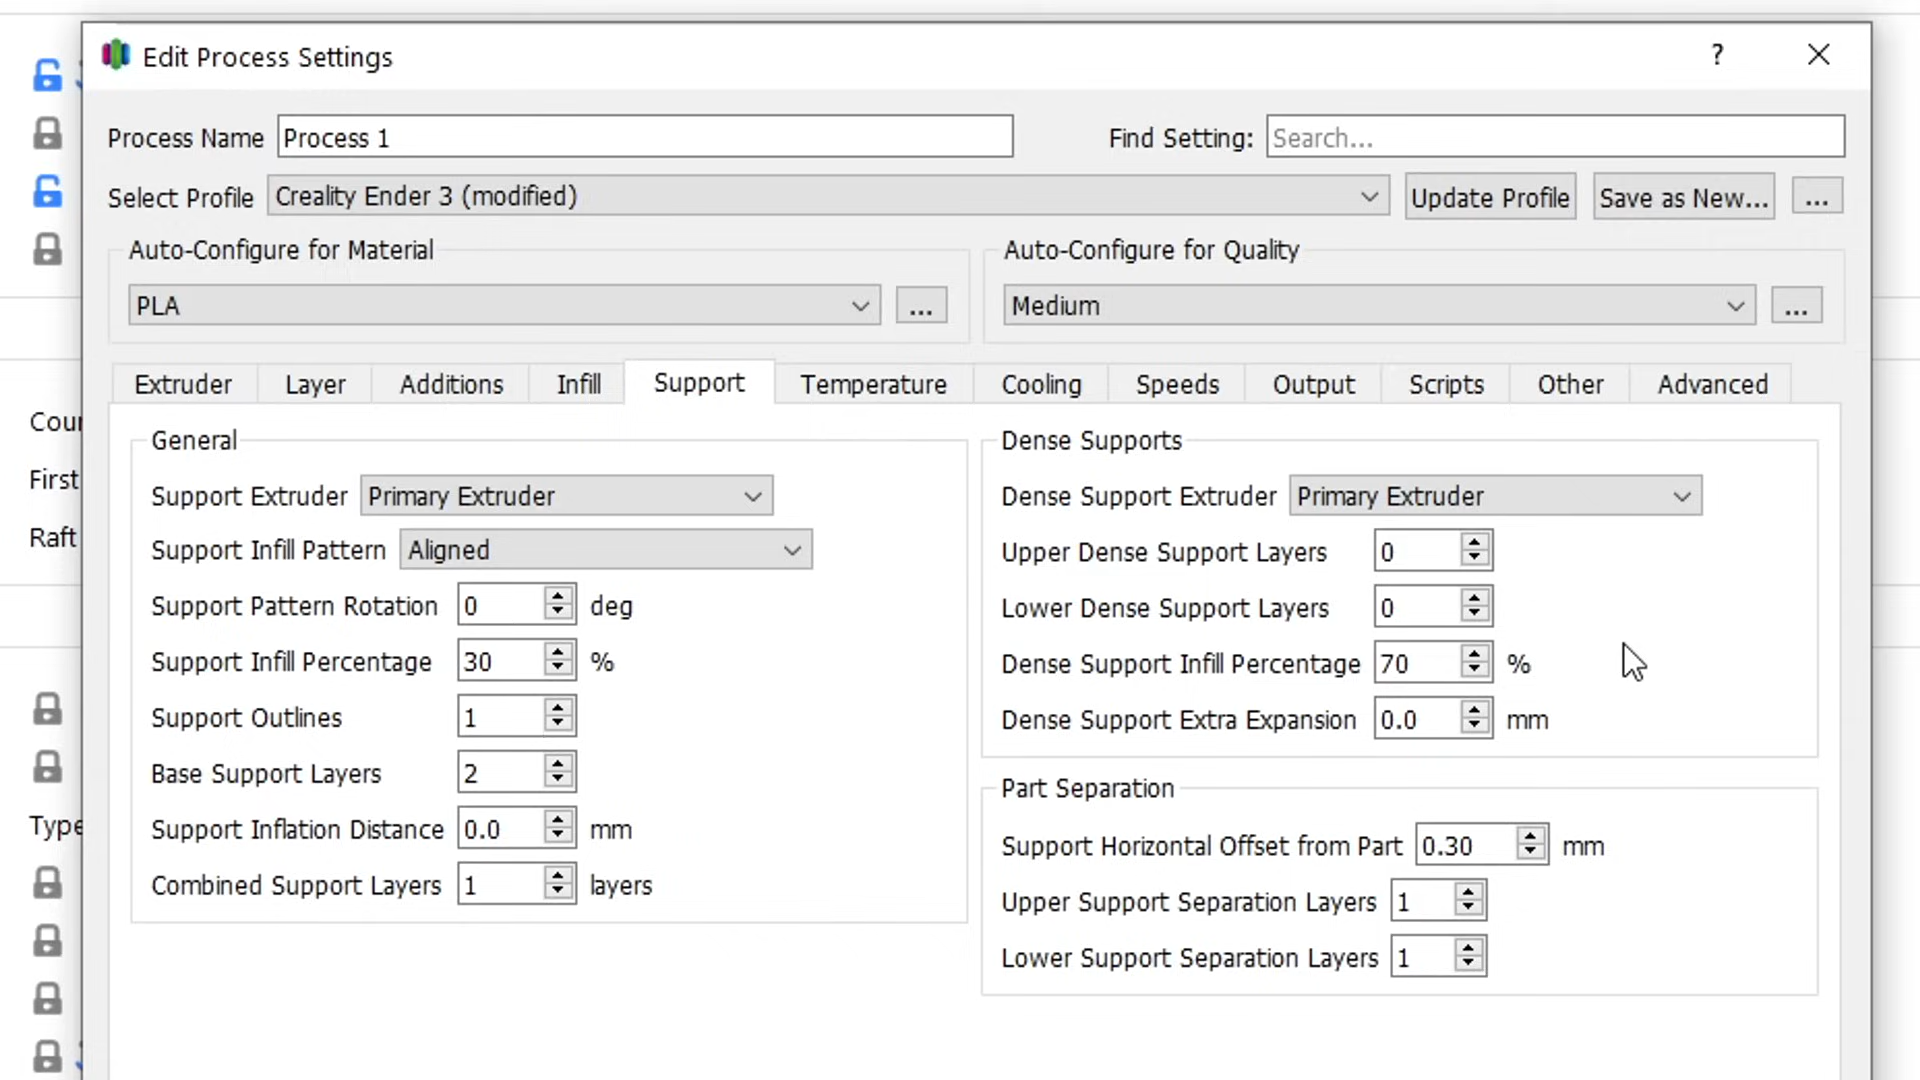 Edit Process Settings
?
Process Name Process 1
Find Setting: Search...
Select Profile Creality Ender 3 (modified)
Update Profile
Save as New...
...
Auto-Configure for Material
PLA
...
Auto-Configure for Quality
Medium
...
Extruder Layer Additions Infill Support Temperature Cooling Speeds Output Scripts Other Advanced
General
Support Extruder Primary Extruder
Support Infill Pattern Aligned
Support Pattern Rotation 0 deg
Support Infill Percentage 30 %
Support Outlines 1
Base Support Layers 2
Support Inflation Distance 0.0 mm
Combined Support Layers 1 layers
Dense Supports
Dense Support Extruder Primary Extruder
Upper Dense Support Layers 0
Lower Dense Support Layers 0
Dense Support Infill Percentage 70 %
Dense Support Extra Expansion 0.0 mm
Part Separation
Support Horizontal Offset from Part 0.30 mm
Upper Support Separation Layers 1
Lower Support Separation Layers 1
First
Raft
Type